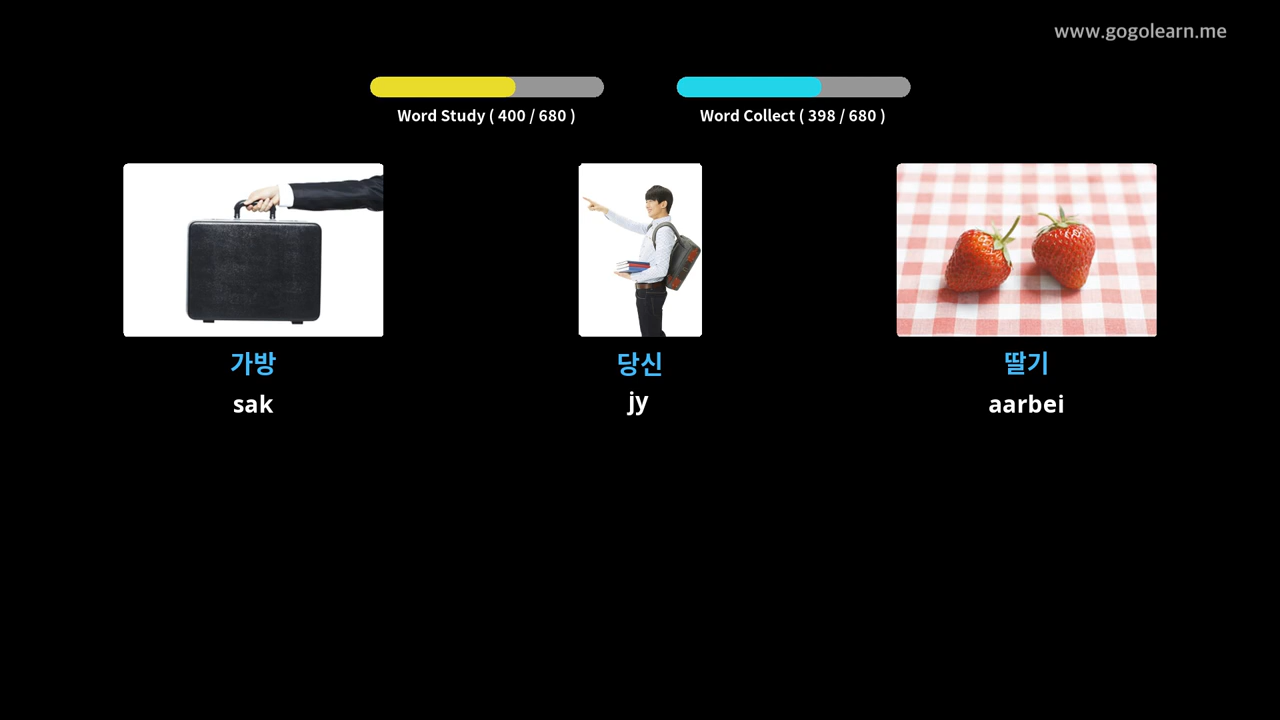 www.gogolearn.me
Word Study ( 400 / 680 )
Word Collect ( 398 / 680 )
가방
당신
딸기
sak
jy
aarbei